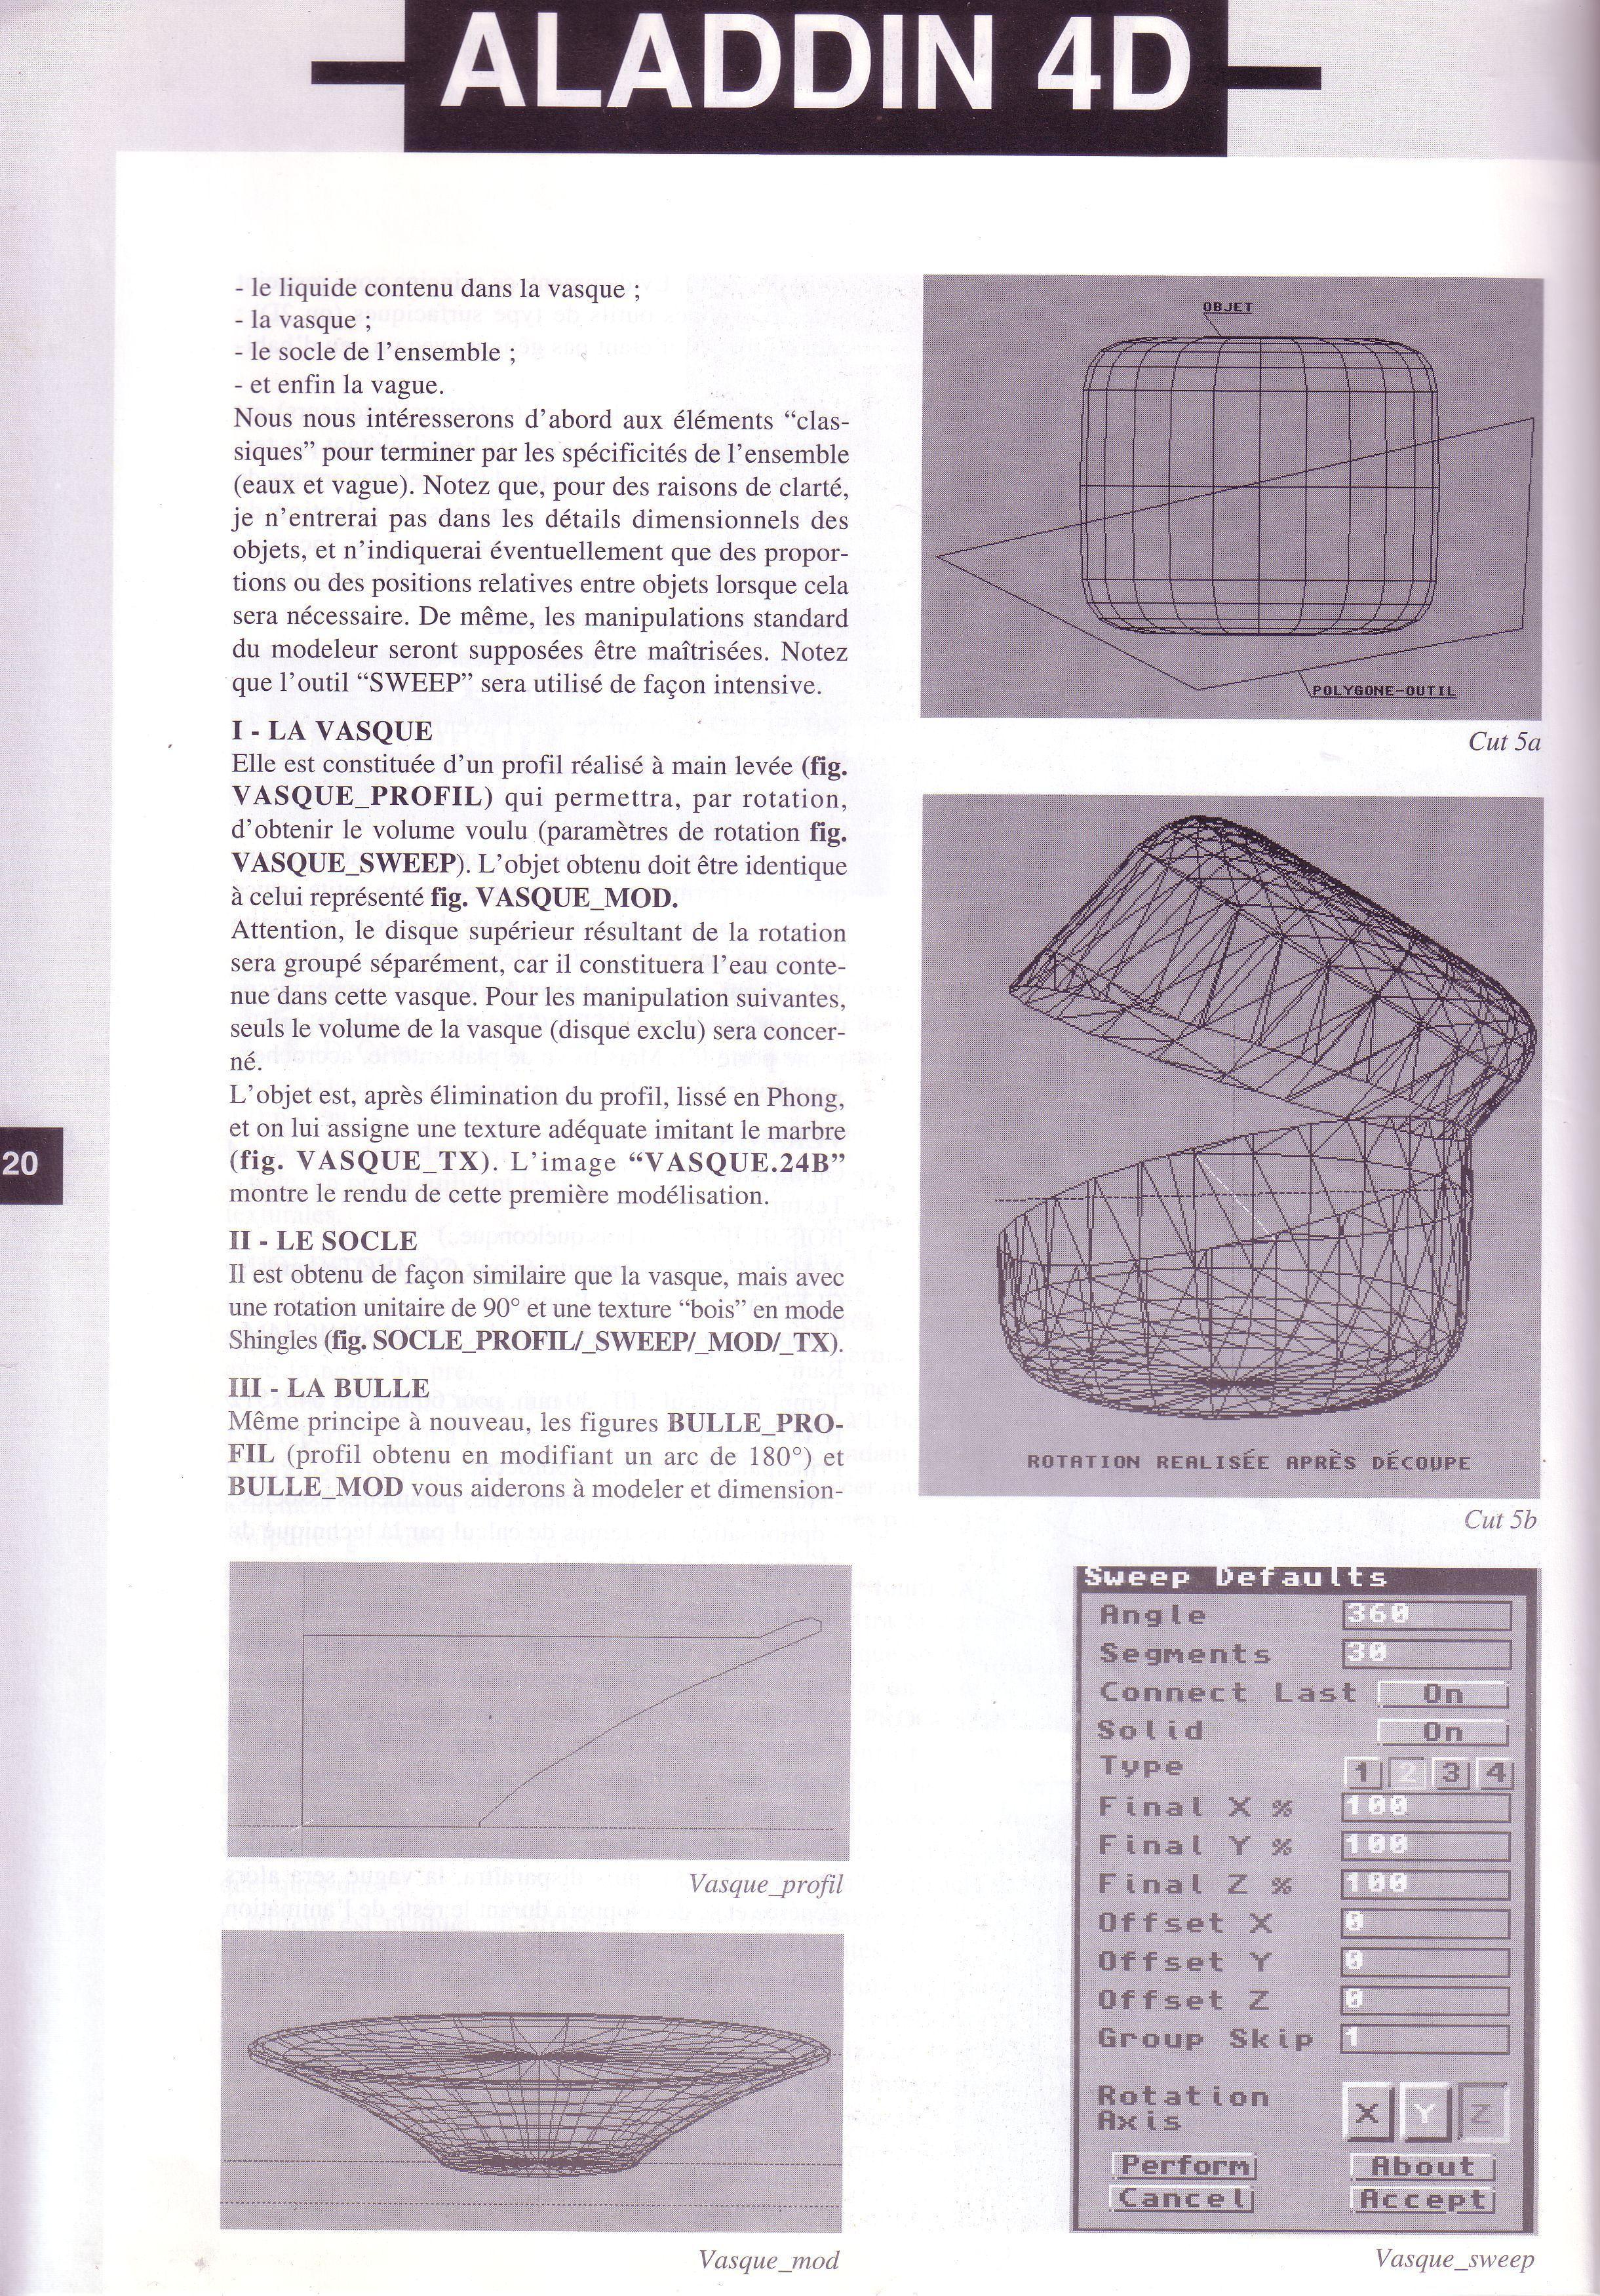 ALADDIN 4D
- le liquide contenu dans la vasque ;
- la vasque ;
- le socle de l'ensemble ;
- et enfin la vague.
Nous nous intéresserons d'abord aux éléments “clas-
siques” pour terminer par les spécificités de l'ensemble
(eaux et vague). Notez que, pour des raisons de clarté,
je n'entrerai pas dans les détails dimensionnels des
objets, et n'indiquerai éventuellement que des propor-
tions ou des positions relatives entre objets lorsque cela
sera nécessaire. De même, les manipulations standard
du modeleur seront supposées être maîtrisées. Notez
que l'outil “SWEEP” sera utilisé de façon intensive.
I - LA VASQUE
Elle est constituée d'un profil réalisé à main levée (fig.
VASQUE_PROFIL) qui permettra, par rotation,
d'obtenir le volume voulu (paramètres de rotation fig.
VASQUE_SWEEP). L'objet obtenu doit être identique
à celui représenté fig. VASQUE_MOD.
Attention, le disque supérieur résultant de la rotation
sera groupé séparément, car il constituera l'eau conte-
nue dans cette vasque. Pour les manipulation suivantes,
seuls le volume de la vasque (disque exclu) sera concer-
né.
L'objet est, après élimination du profil, lissé en Phong,
et on lui assigne une texture adéquate imitant le marbre
(fig. VASQUE_TX). L'image “VASQUE.24B”
montre le rendu de cette première modélisation.
II - LE SOCLE
Il est obtenu de façon similaire que la vasque, mais avec
une rotation unitaire de 90° et une texture “bois” en mode
Shingles (fig. SOCLE_PROFIL/_SWEEP/_MOD/_TX).
III - LA BULLE
Même principe à nouveau, les figures BULLE_PRO-
FIL (profil obtenu en modifiant un arc de 180°) et
BULLE_MOD vous aiderons à modeler et dimension-
20
OBJET
POLYGONE-OUTIL
Cut 5a
ROTATION REALISÉE APRÈS DÉCOUPE
Cut 5b
Vasque_profil
Vasque_mod
Sweep Defaults
Angle 360
Segments 30
Connect Last On
Solid On
Type 1 2 3 4
Final X % 100
Final Y % 100
Final Z % 100
Offset X 0
Offset Y 0
Offset Z 0
Group Skip 1
Rotation
Axis X Y Z
Perform About
Cancel Accept
Vasque_sweep